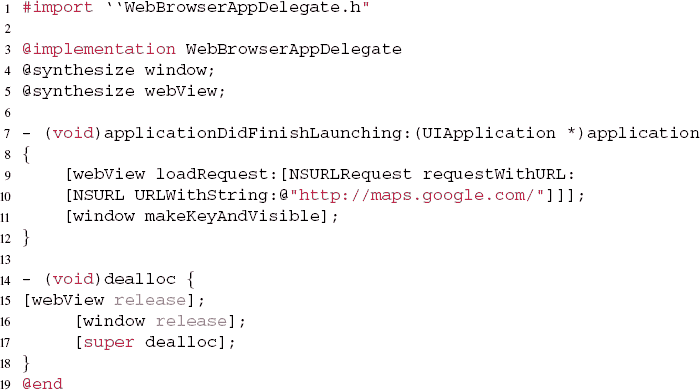 1 #import ``WebBrowserAppDelegate.h"
2
3 @implementation WebBrowserAppDelegate
4 @synthesize window;
5 @synthesize webView;
6
7 - (void)applicationDidFinishLaunching:(UIApplication *)application
8 {
9 [webView loadRequest:[NSURLRequest requestWithURL:
10 [NSURL URLWithString:@"http://maps.google.com/"]]];
11 [window makeKeyAndVisible];
12 }
13
14 - (void)dealloc {
15 [webView release];
16 [window release];
17 [super dealloc];
18 }
19 @end